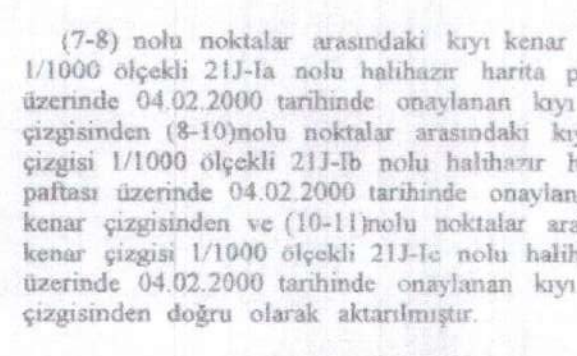 (7-8) nolu noktalar arasındaki kıyı kenar
1/1000 ölçekli 21J-Ia nolu halihazır harita p
üzerinde 04.02.2000 tarihinde onaylanan kıyı
çizgisinden (8-10)nolu noktalar arasındaki kıy
çizgisi 1/1000 ölçekli 21J-Ib nolu halihazır h
paftası üzerinde 04.02.2000 tarihinde onaylan
kenar çizgisinden ve (10-11)nolu noktalar ara
kenar çizgisi 1/1000 ölçekli 21J-Ic nolu halih
üzerinde 04.02.2000 tarihinde onaylanan kıyı
çizgisinden doğru olarak aktarılmıştır.